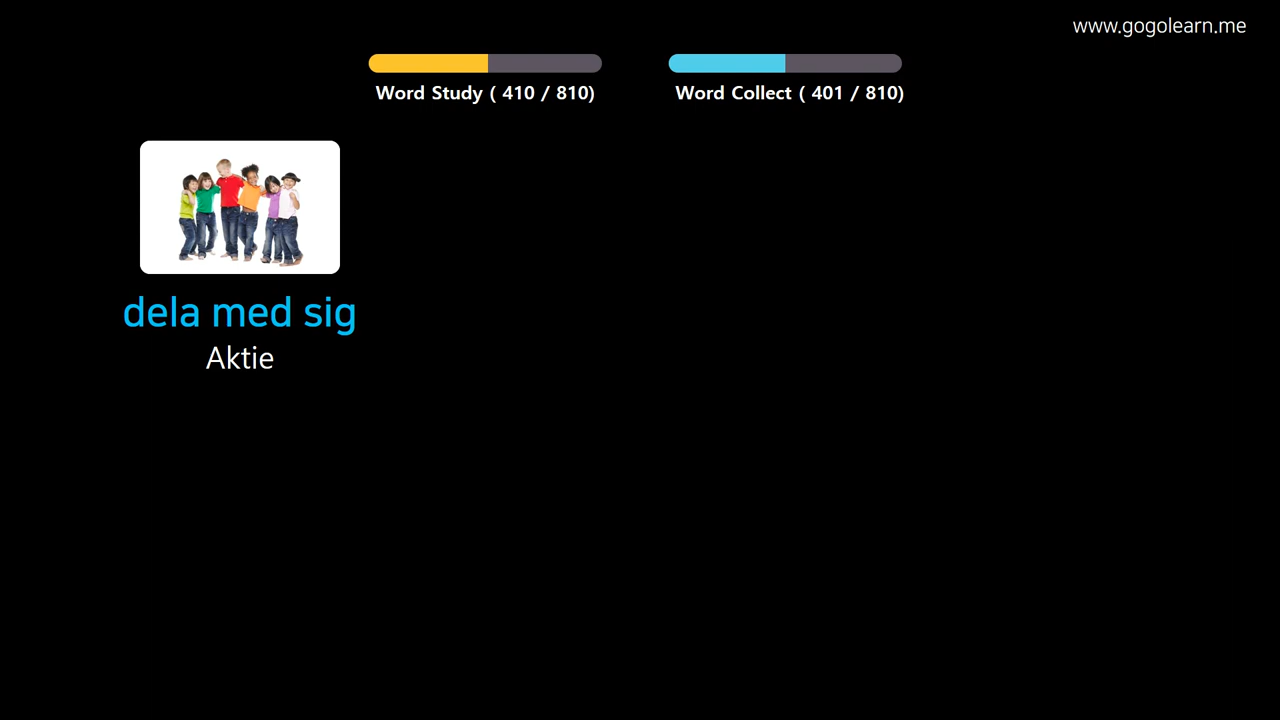 www.gogolearn.me
Word Study ( 410 / 810)
Word Collect ( 401 / 810)
dela med sig
Aktie